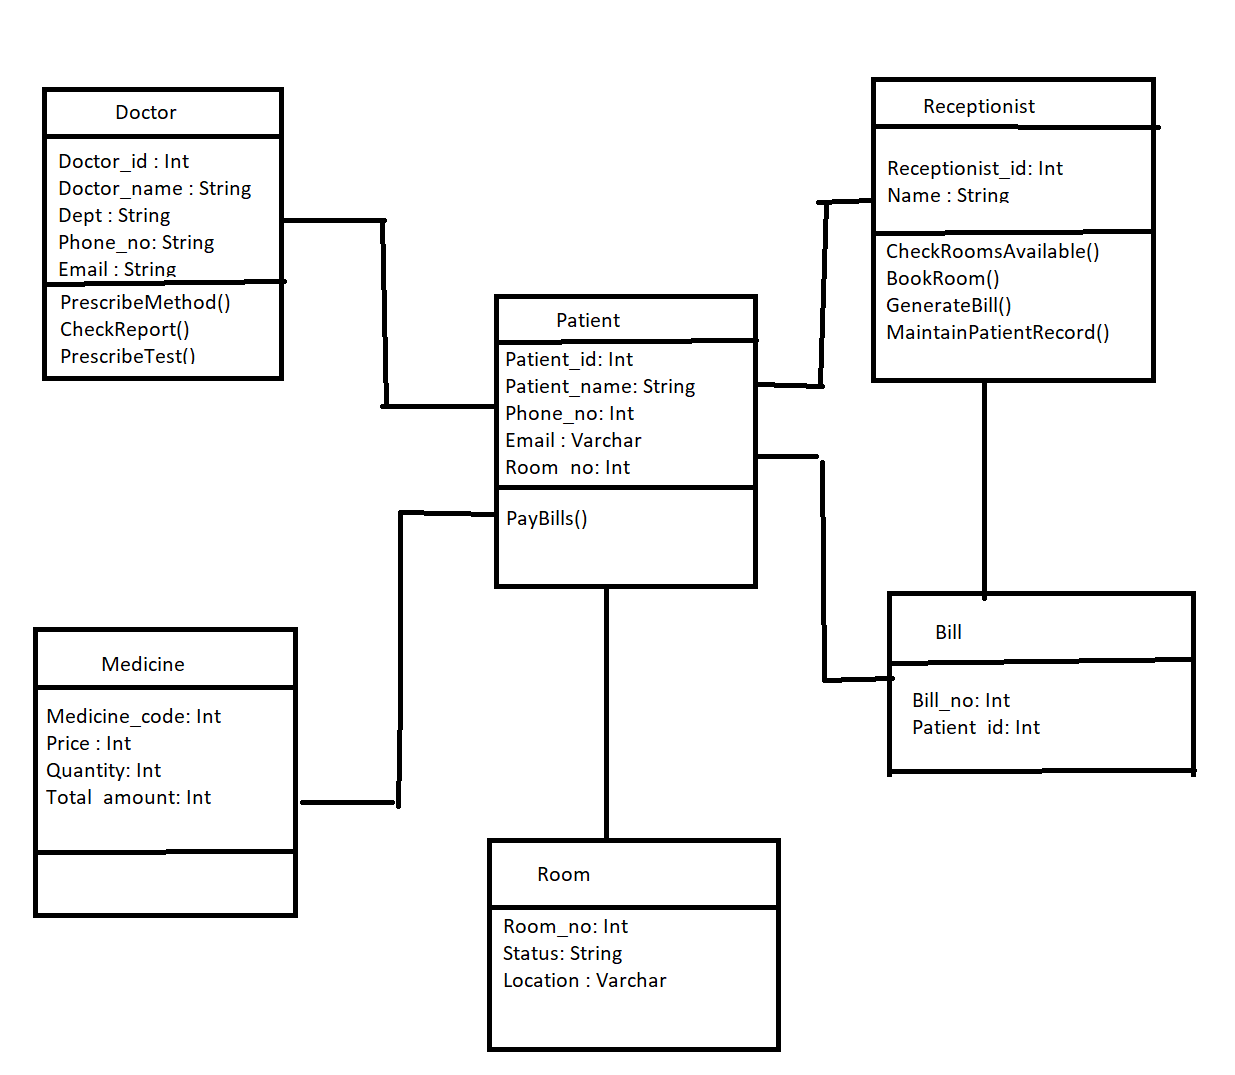 Doctor
Doctor_id : Int
Doctor_name : String
Dept : String
Phone_no: String
Email : String
PrescribeMethod()
CheckReport()
PrescribeTest()
Receptionist
Receptionist_id: Int
Name : String
CheckRoomsAvailable()
BookRoom()
GenerateBill()
MaintainPatientRecord()
Patient
Patient_id: Int
Patient_name: String
Phone_no: Int
Email : Varchar
Room no: Int
PayBills()
Medicine
Medicine_code: Int
Price : Int
Quantity: Int
Total amount: Int
Bill
Bill_no: Int
Patient id: Int
Room
Room_no: Int
Status: String
Location : Varchar